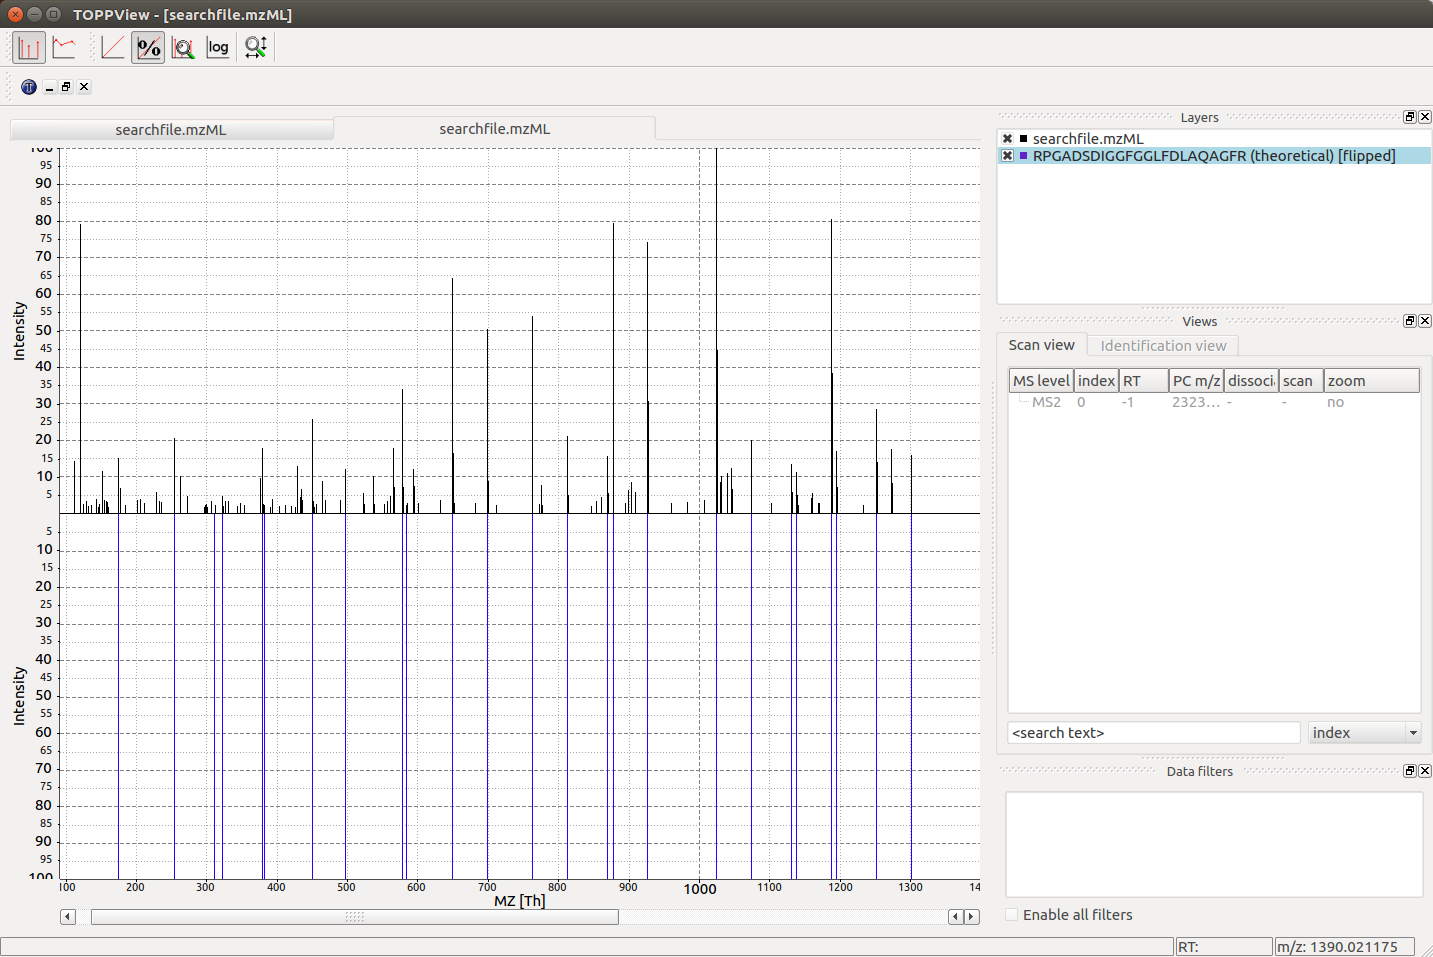 TOPPView - [searchfile.mzML]
% log
T
searchfile.mzML searchfile.mzML
100
95
90
85
80
75
70
65
60
55
50
45
40
35
30
25
20
15
10
5
Intensity
5
10
15
20
25
30
35
40
45
50
55
60
65
70
75
80
85
90
95
100
Intensity
100 200 300 400 500 600 700 800 900 1000 1100 1200 1300 14
MZ [Th]
Layers
searchfile.mzML
RPGADSDIGGFGGLFDLAQAGFR (theoretical) [flipped]
Views
Scan view Identification view
MS level index RT PC m/z dissoci scan zoom
MS2 0 -1 2323... - - no
<search text> index
Data filters
Enable all filters
RT: m/z: 1390.021175